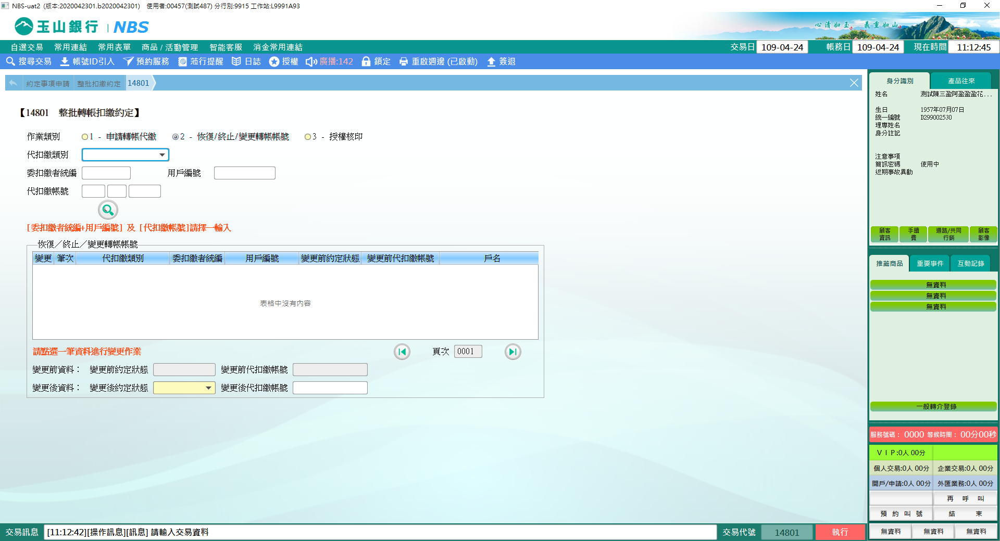 NBS-uat2 (版本:2020042301.b2020042301) 使用者:00457(測試487) 分行別:9915 工作站:L9991A93
玉山銀行 | NBS
心清如玉。義重如山。
自選交易 常用連結 常用表單 商品 / 活動管理 智能客服 消金常用連結 交易日 109-04-24 帳務日 109-04-24 現在時間 11:12:45
搜尋交易 帳號ID引入 預約服務 蒞行提醒 日誌 授權 廣播:142 鎖定 重啟週邊 (已啟動) 簽退
約定事項申請 整批扣繳約定 14801
【14801 整批轉帳扣繳約定】
作業類別 1 - 申請轉帳代繳 2 - 恢復/終止/變更轉帳帳號 3 - 授權核印
代扣繳類別
委扣繳者統編 用戶編號
代扣繳帳號
[委扣繳者統編+用戶編號] 及 [代扣繳帳號]請擇一輸入
恢復／終止／變更轉帳帳號
變更 筆次 代扣繳類別 委扣繳者統編 用戶編號 變更前約定狀態 變更前代扣繳帳號 戶名
表格中沒有內容
請點選一筆資料進行變更作業 頁次 0001
變更前資料： 變更前約定狀態 變更前代扣繳帳號
變更後資料： 變更後約定狀態 變更後代扣繳帳號
身分識別 產品往來
姓名 測試陳三盈阿盈盈盈花...
生日 1957年07月07日
統一編號 D299002530
理專姓名
身分註記
注意事項
簡訊密碼 使用中
近期事故異動
顧客資訊 手續費 通路/共同行銷 顧客影像
推薦商品 重要事件 互動記錄
無資料
無資料
無資料
一般轉介登錄
服務號碼： 0000 等候時間： 00分00秒
ＶＩＰ:0人 00分
個人交易:0人 00分 企業交易:0人 00分
開戶/申請:0人 00分 外匯業務:0人 00分
再 呼 叫
預 約 叫 號 結 束
無資料 無資料 無資料
交易訊息 [11:12:42][操作訊息][訊息] 請輸入交易資料 交易代號 14801 執行